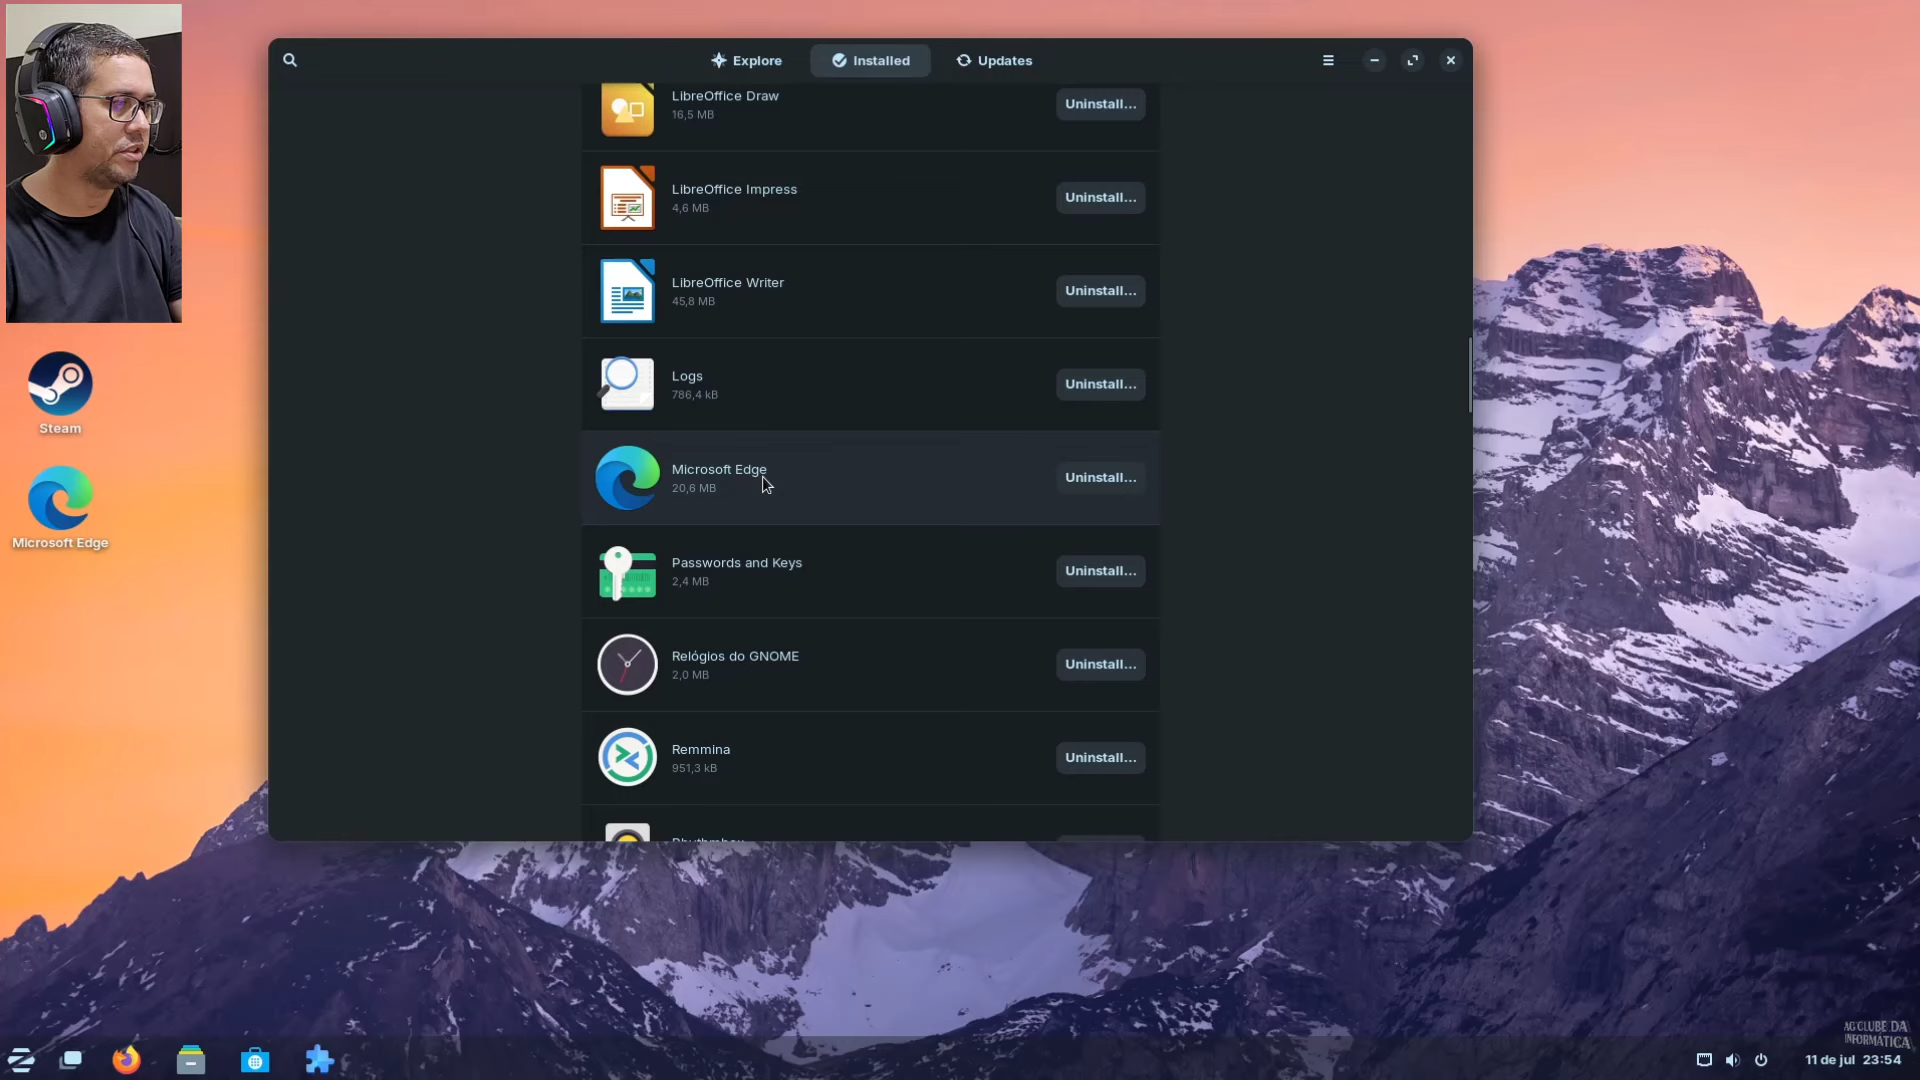 Explore
Installed
Updates
LibreOffice Draw
16,5 MB
Uninstall...
LibreOffice Impress
4,6 MB
Uninstall...
LibreOffice Writer
45,8 MB
Uninstall...
Logs
786,4 kB
Uninstall...
Microsoft Edge
20,6 MB
Uninstall...
Passwords and Keys
2,4 MB
Uninstall...
Relógios do GNOME
2,0 MB
Uninstall...
Remmina
951,3 kB
Uninstall...
Steam
Microsoft Edge
AG CLUBE DA
INFORMÁTICA
11 de jul 23:54